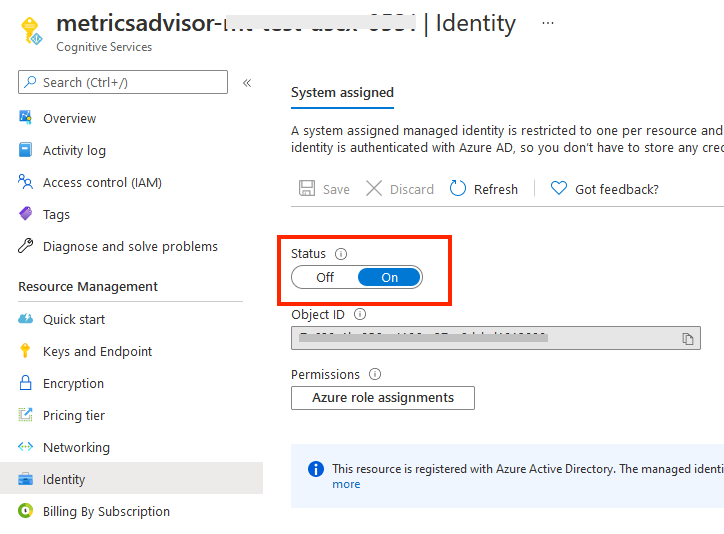 metricsadvisor- | Identity ...
Cognitive Services
Search (Ctrl+/) «
Overview
Activity log
Access control (IAM)
Tags
Diagnose and solve problems
Resource Management
Quick start
Keys and Endpoint
Encryption
Pricing tier
Networking
Identity
Billing By Subscription
System assigned
A system assigned managed identity is restricted to one per resource and
identity is authenticated with Azure AD, so you don't have to store any cre
Save Discard Refresh Got feedback?
Status
Off On
Object ID
Permissions
Azure role assignments
This resource is registered with Azure Active Directory. The managed identi
more